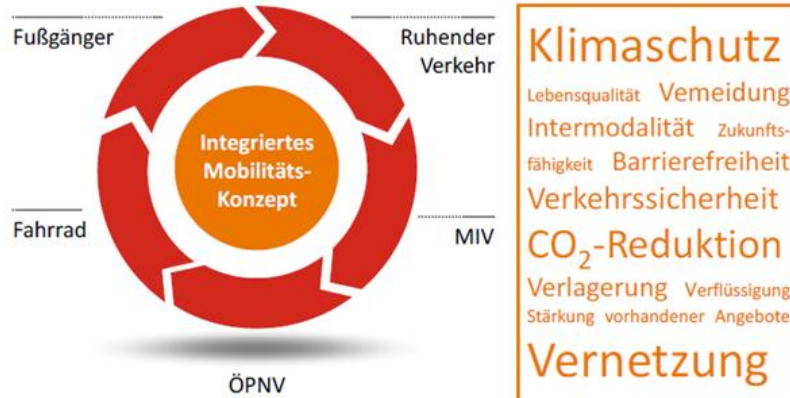 Fußgänger
Ruhender
Verkehr
Integriertes
Mobilitäts-
Konzept
Fahrrad
MIV
ÖPNV
Klimaschutz
Lebensqualität Vemeidung
Intermodalität Zukunfts-
fähigkeit Barrierefreiheit
Verkehrssicherheit
CO₂-Reduktion
Verlagerung Verflüssigung
Stärkung vorhandener Angebote
Vernetzung